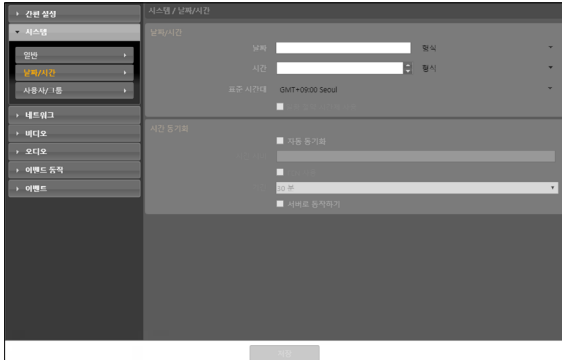 간편 설정
시스템
일반
날짜/시간
사용자/그룹
네트워크
비디오
오디오
이벤트 동작
이벤트
시스템 / 날짜/시간
날짜/시간
날짜
형식
시간
형식
표준 시간대
GMT+09:00 Seoul
시간 동기화
자동 동기화
30 분
서버로 동작하기
적용